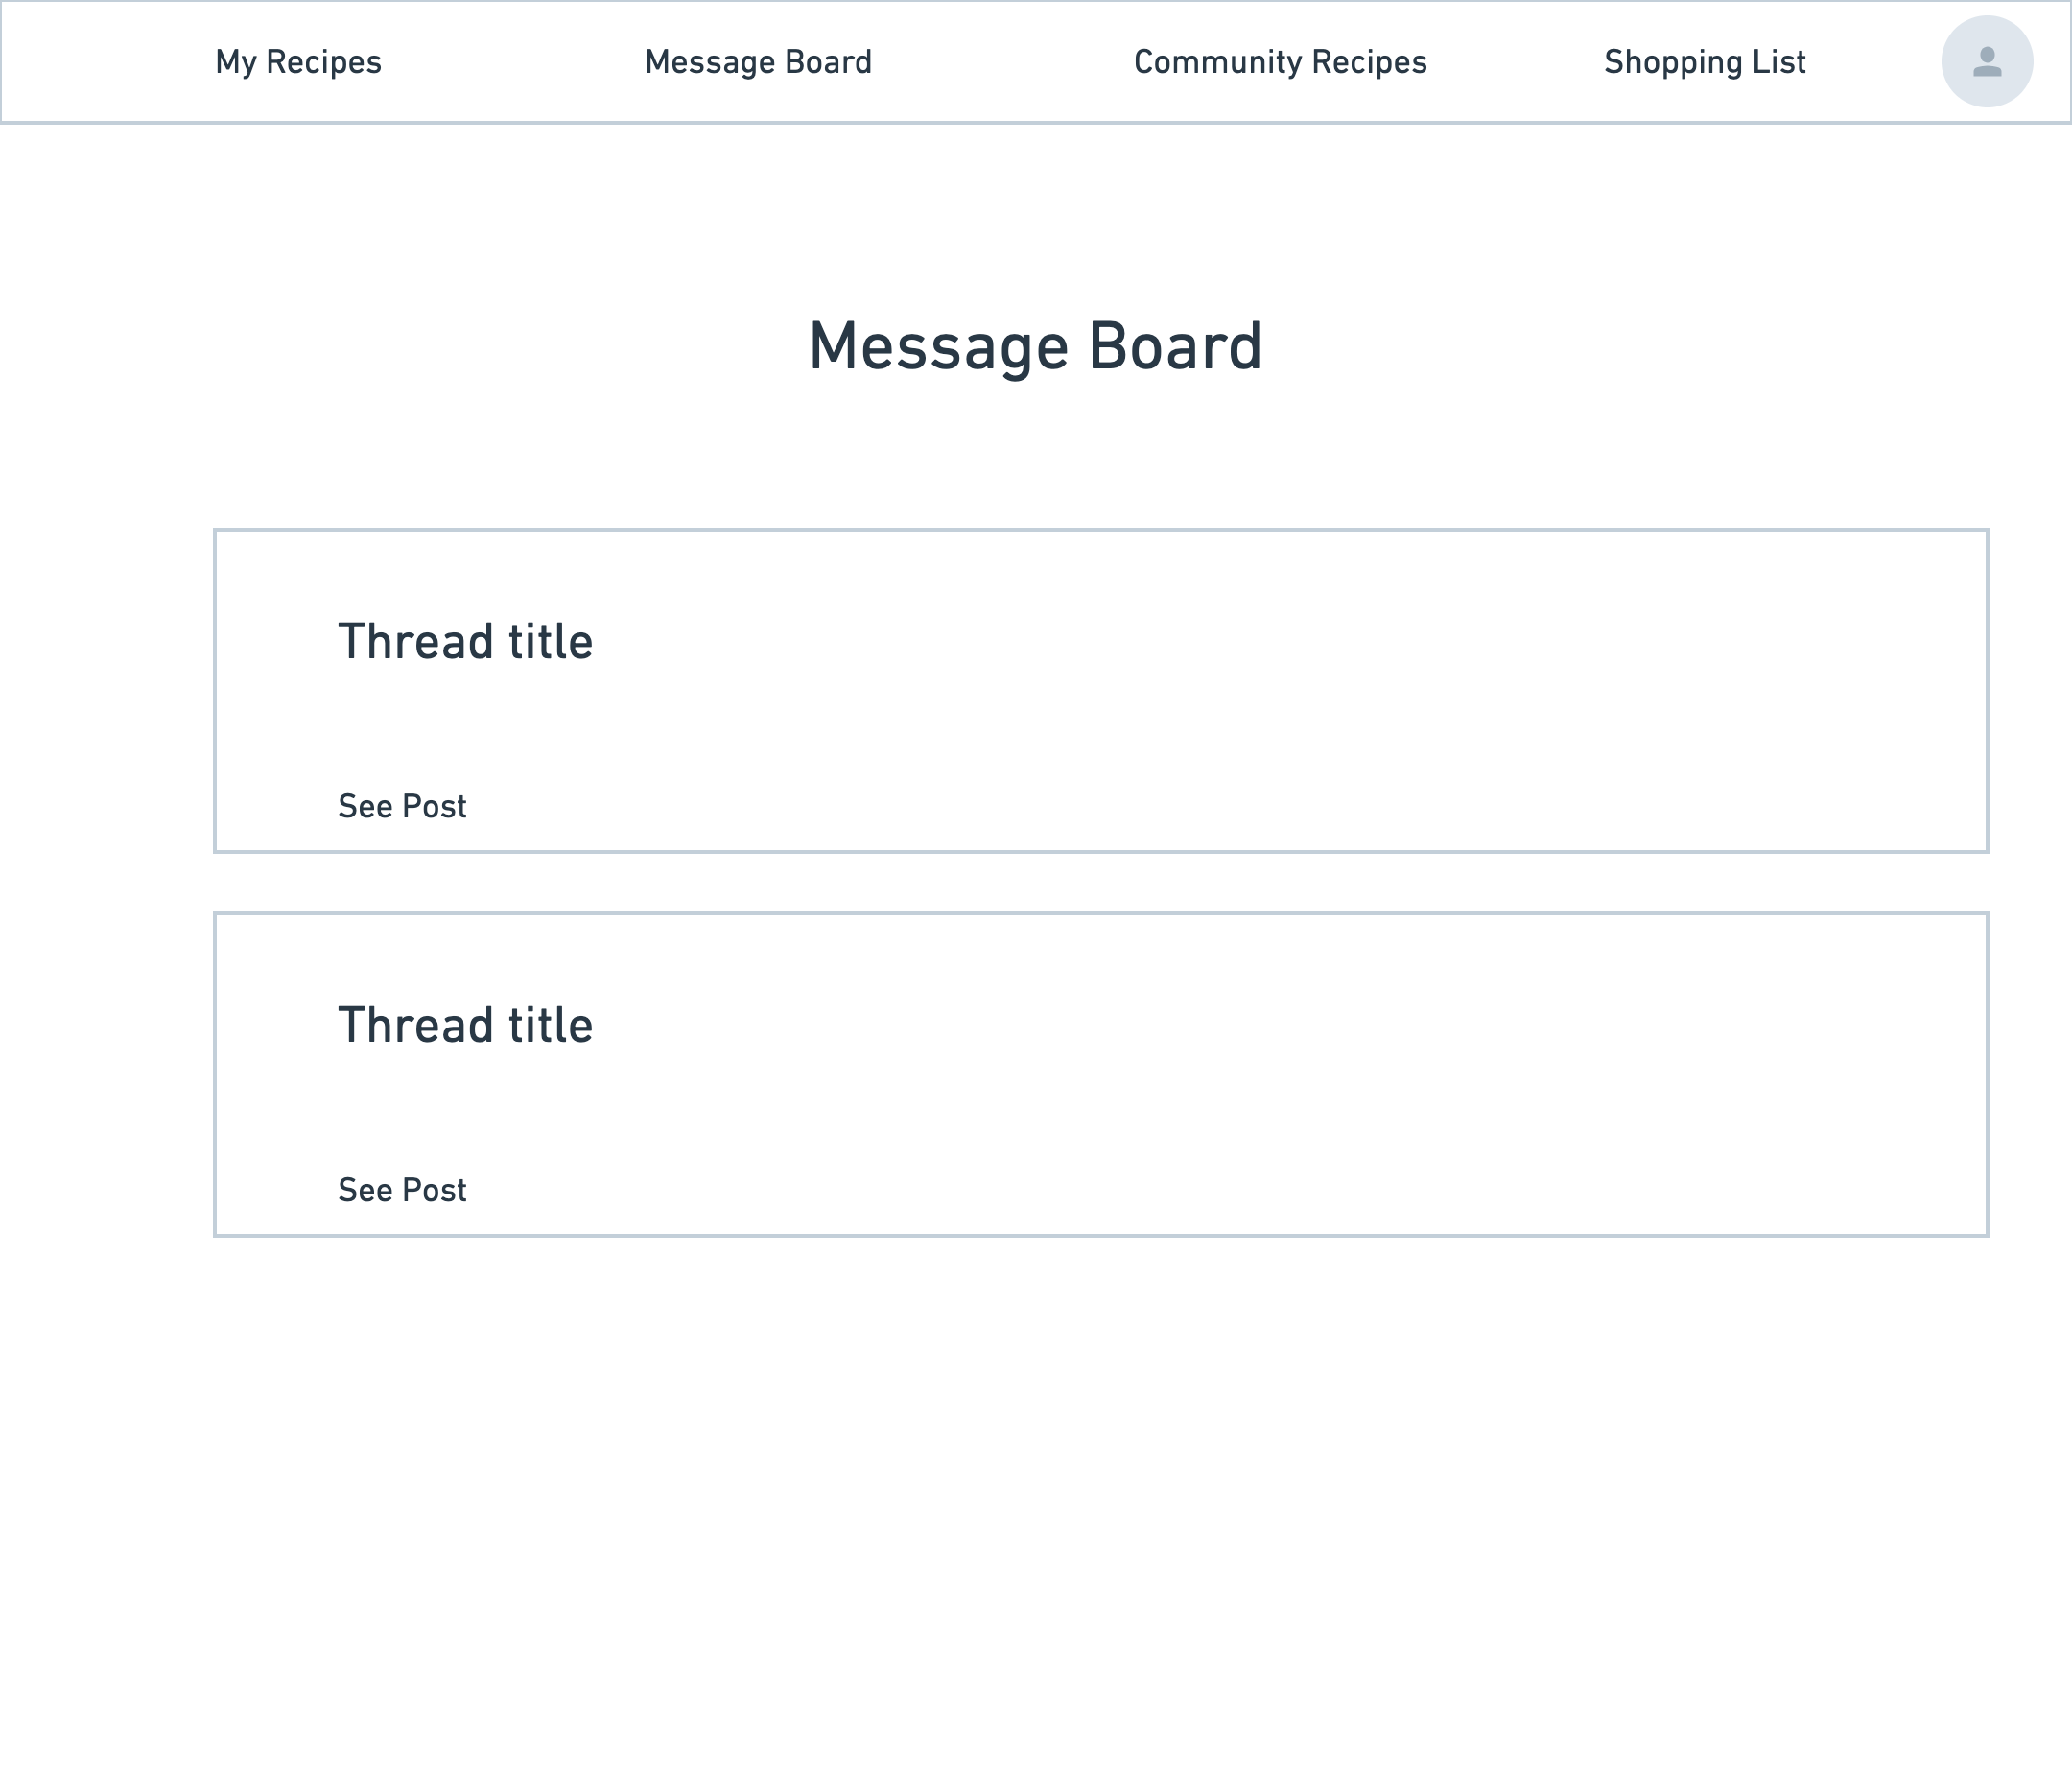 My Recipes Message Board Community Recipes Shopping List
Message Board
Thread title
See Post
Thread title
See Post